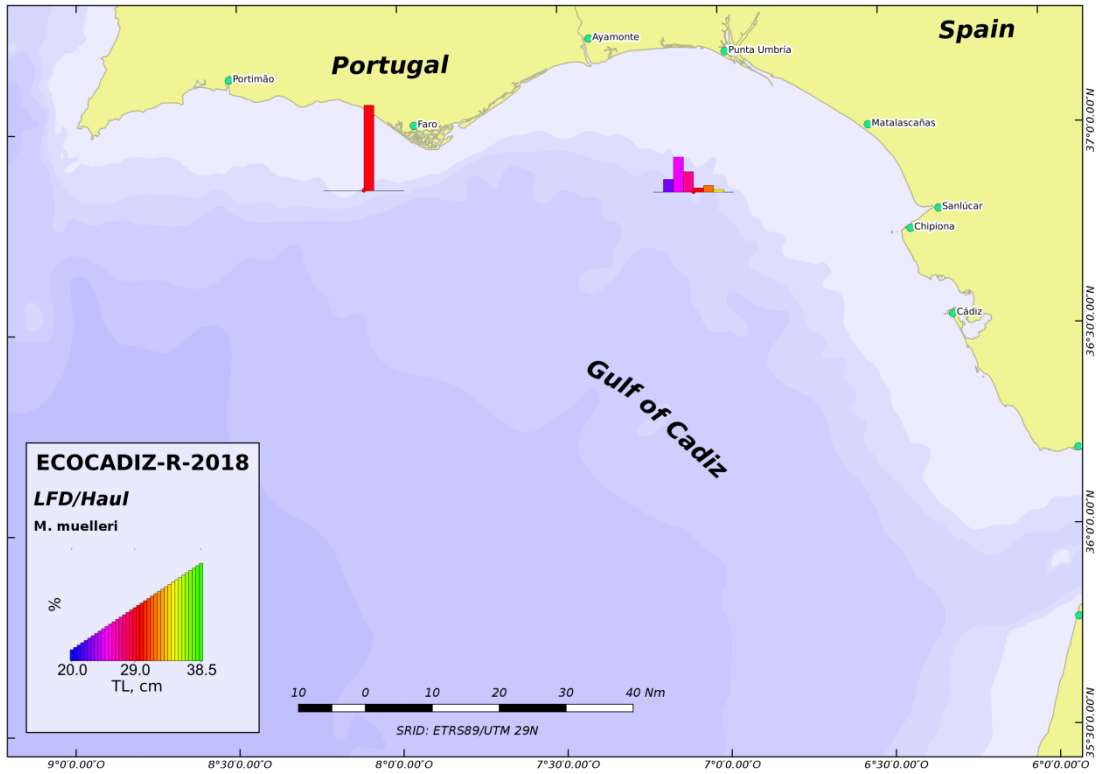 Spain
Portugal
Ayamonte
Punta Umbría
Portimão
Faro
Matalascañas
Sanlúcar
Chipiona
Cádiz
Gulf of Cadiz
37°0'0.00"N
36°30'0.00"N
36°0'0.00"N
35°30'0.00"N
ECOCADIZ-R-2018
LFD/Haul
M. muelleri
%
20.0 29.0 38.5
TL, cm
10 0 10 20 30 40 Nm
SRID: ETRS89/UTM 29N
9°0'0.00"O 8°30'0.00"O 8°0'0.00"O 7°30'0.00"O 7°0'0.00"O 6°30'0.00"O 6°0'0.00"O